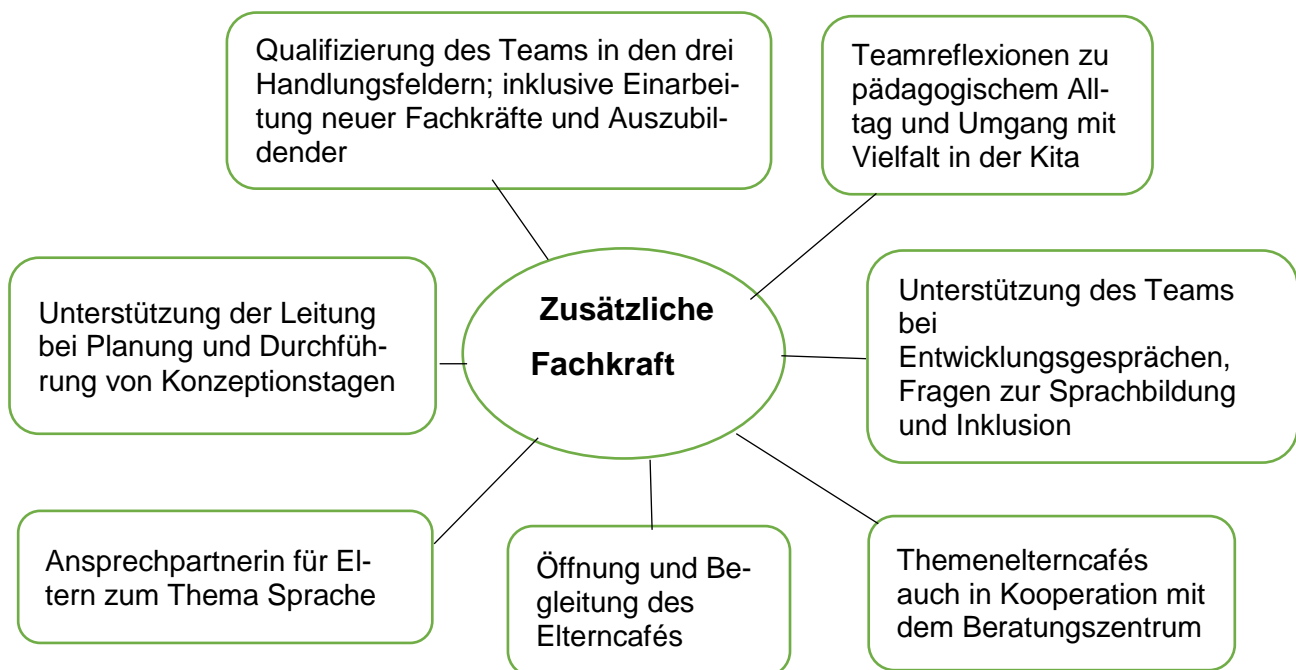 Qualifizierung des Teams in den drei
Handlungsfeldern; inklusive Einarbei-
tung neuer Fachkräfte und Auszubil-
dender
Teamreflexionen zu
pädagogischem All-
tag und Umgang mit
Vielfalt in der Kita
Unterstützung der Leitung
bei Planung und Durchfüh-
rung von Konzeptionstagen
Zusätzliche
Fachkraft
Unterstützung des Teams
bei
Entwicklungsgesprächen,
Fragen zur Sprachbildung
und Inklusion
Ansprechpartnerin für El-
tern zum Thema Sprache
Öffnung und Be-
gleitung des
Elterncafés
Themenelterncafés
auch in Kooperation mit
dem Beratungszentrum